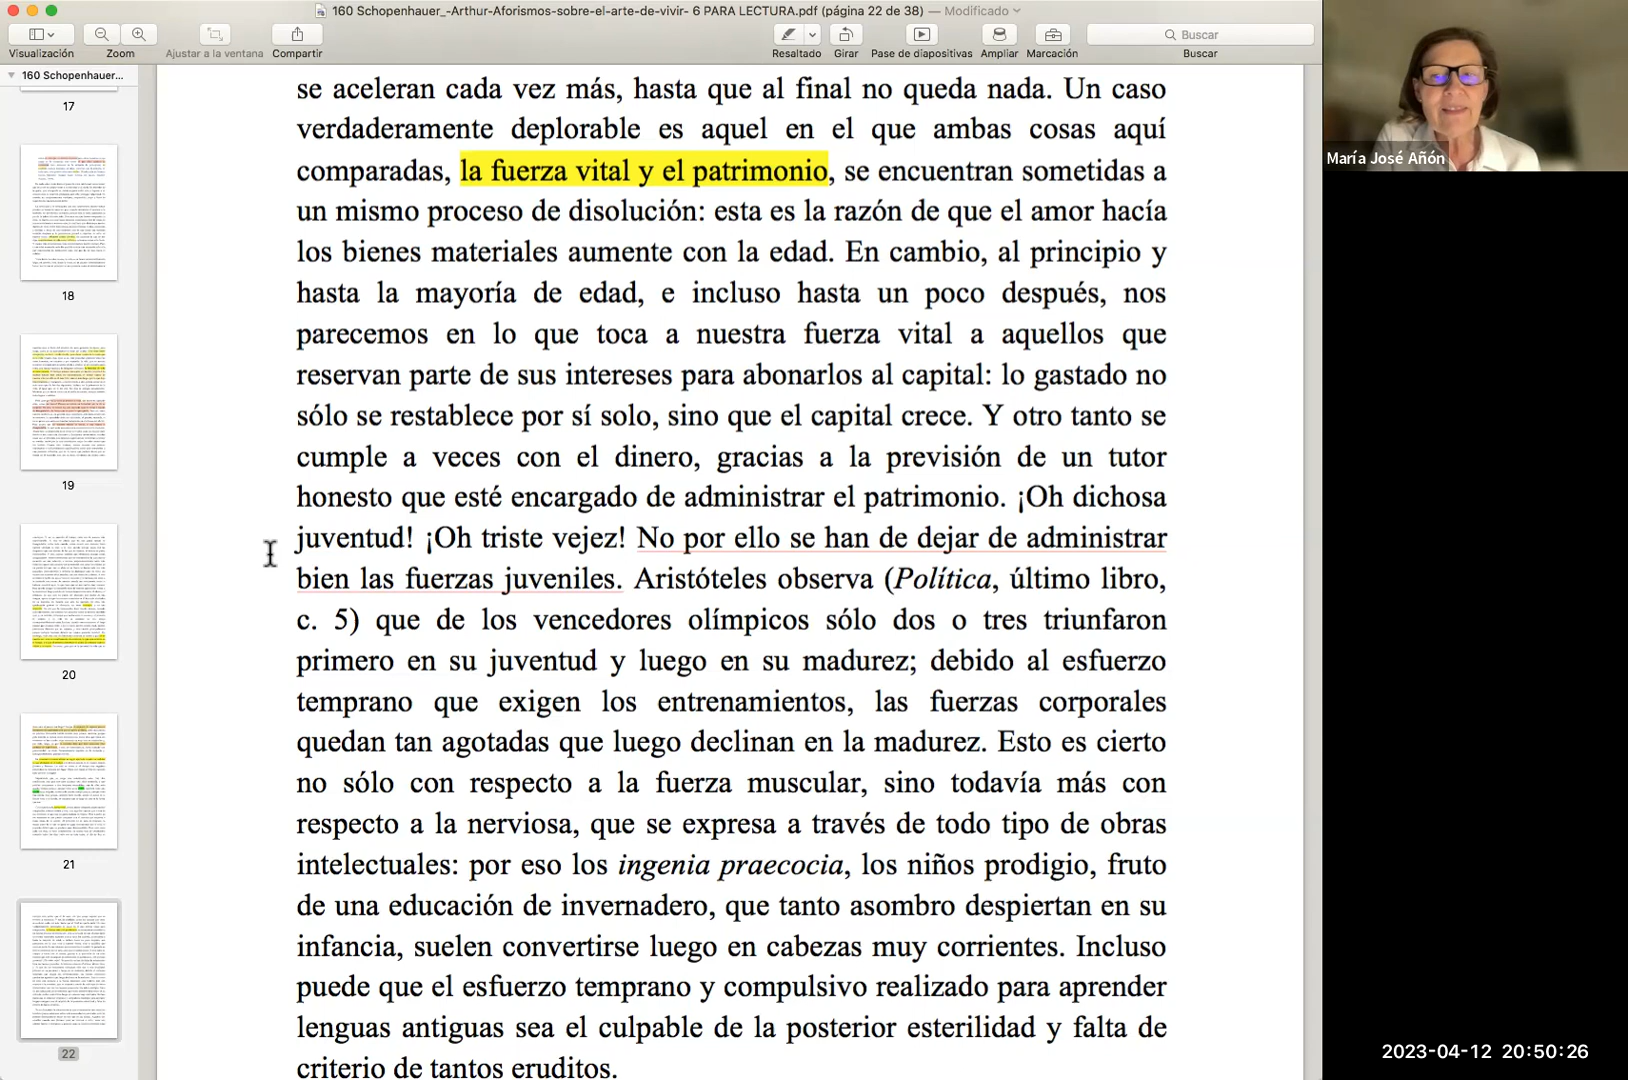 160 Schopenhauer_-Arthur-Aforismos-sobre-el-arte-de-vivir- 6 PARA LECTURA.pdf (página 22 de 38) — Modificado
Buscar
Visualización
Zoom
Ajustar a la ventana
Compartir
Resaltado
Girar
Pase de diapositivas
Ampliar
Marcación
Buscar
160 Schopenhauer...
17
18
19
20
21
22
se aceleran cada vez más, hasta que al final no queda nada. Un caso
verdaderamente deplorable es aquel en el que ambas cosas aquí
comparadas, la fuerza vital y el patrimonio, se encuentran sometidas a
un mismo proceso de disolución: esta es la razón de que el amor hacía
los bienes materiales aumente con la edad. En cambio, al principio y
hasta la mayoría de edad, e incluso hasta un poco después, nos
parecemos en lo que toca a nuestra fuerza vital a aquellos que
reservan parte de sus intereses para abonarlos al capital: lo gastado no
sólo se restablece por sí solo, sino que el capital crece. Y otro tanto se
cumple a veces con el dinero, gracias a la previsión de un tutor
honesto que esté encargado de administrar el patrimonio. ¡Oh dichosa
juventud! ¡Oh triste vejez! No por ello se han de dejar de administrar
bien las fuerzas juveniles. Aristóteles observa (Política, último libro,
c. 5) que de los vencedores olímpicos sólo dos o tres triunfaron
primero en su juventud y luego en su madurez; debido al esfuerzo
temprano que exigen los entrenamientos, las fuerzas corporales
quedan tan agotadas que luego declinan en la madurez. Esto es cierto
no sólo con respecto a la fuerza muscular, sino todavía más con
respecto a la nerviosa, que se expresa a través de todo tipo de obras
intelectuales: por eso los ingenia praecocia, los niños prodigio, fruto
de una educación de invernadero, que tanto asombro despiertan en su
infancia, suelen convertirse luego en cabezas muy corrientes. Incluso
puede que el esfuerzo temprano y compulsivo realizado para aprender
lenguas antiguas sea el culpable de la posterior esterilidad y falta de
criterio de tantos eruditos.
María José Añón
2023-04-12 20:50:26